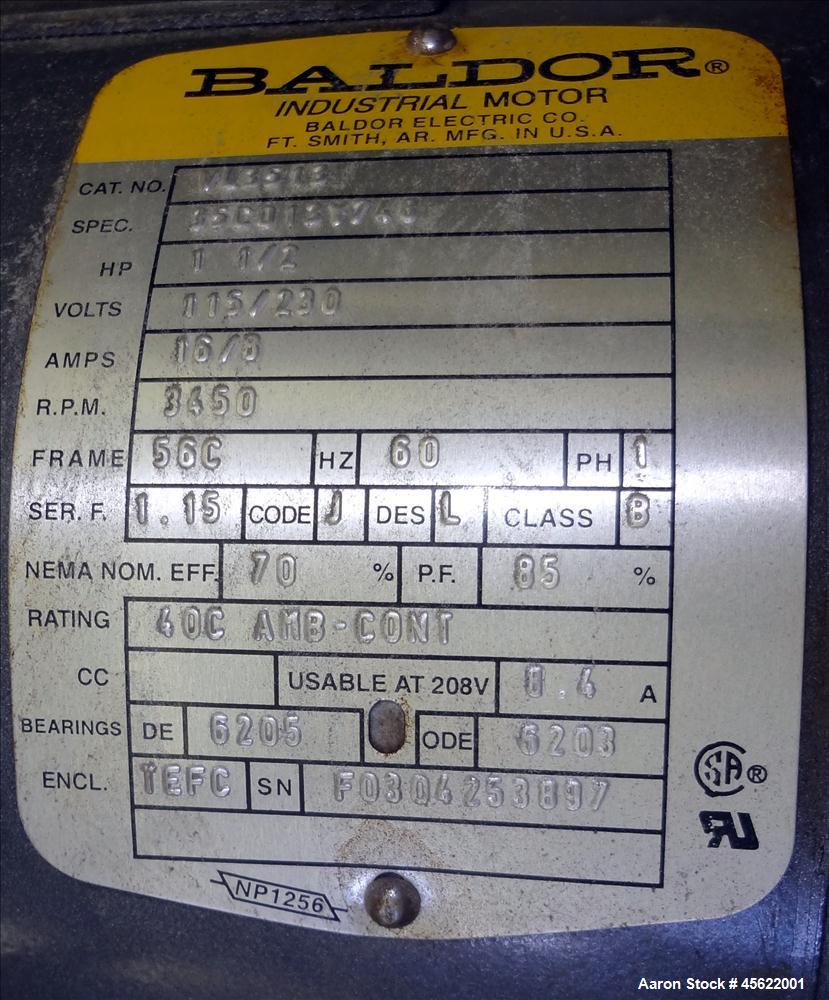 BALDOR®
INDUSTRIAL MOTOR
BALDOR ELECTRIC CO.
FT. SMITH, AR. MFG. IN U.S.A.
CAT. NO.
SPEC.
HP 1 1/2
VOLTS 115/230
AMPS 16/8
R.P.M. 3450
FRAME 56C HZ 60 PH 1
SER. F. 1.15 CODE J DES L CLASS B
NEMA NOM. EFF. 70 % P.F. 85 %
RATING 40C AMB-CONT
CC USABLE AT 208V A
BEARINGS DE 6205 ODE 6203
ENCL. TEFC SN F0304253897
SA®
RU
NP1256
Aaron Stock # 45622001